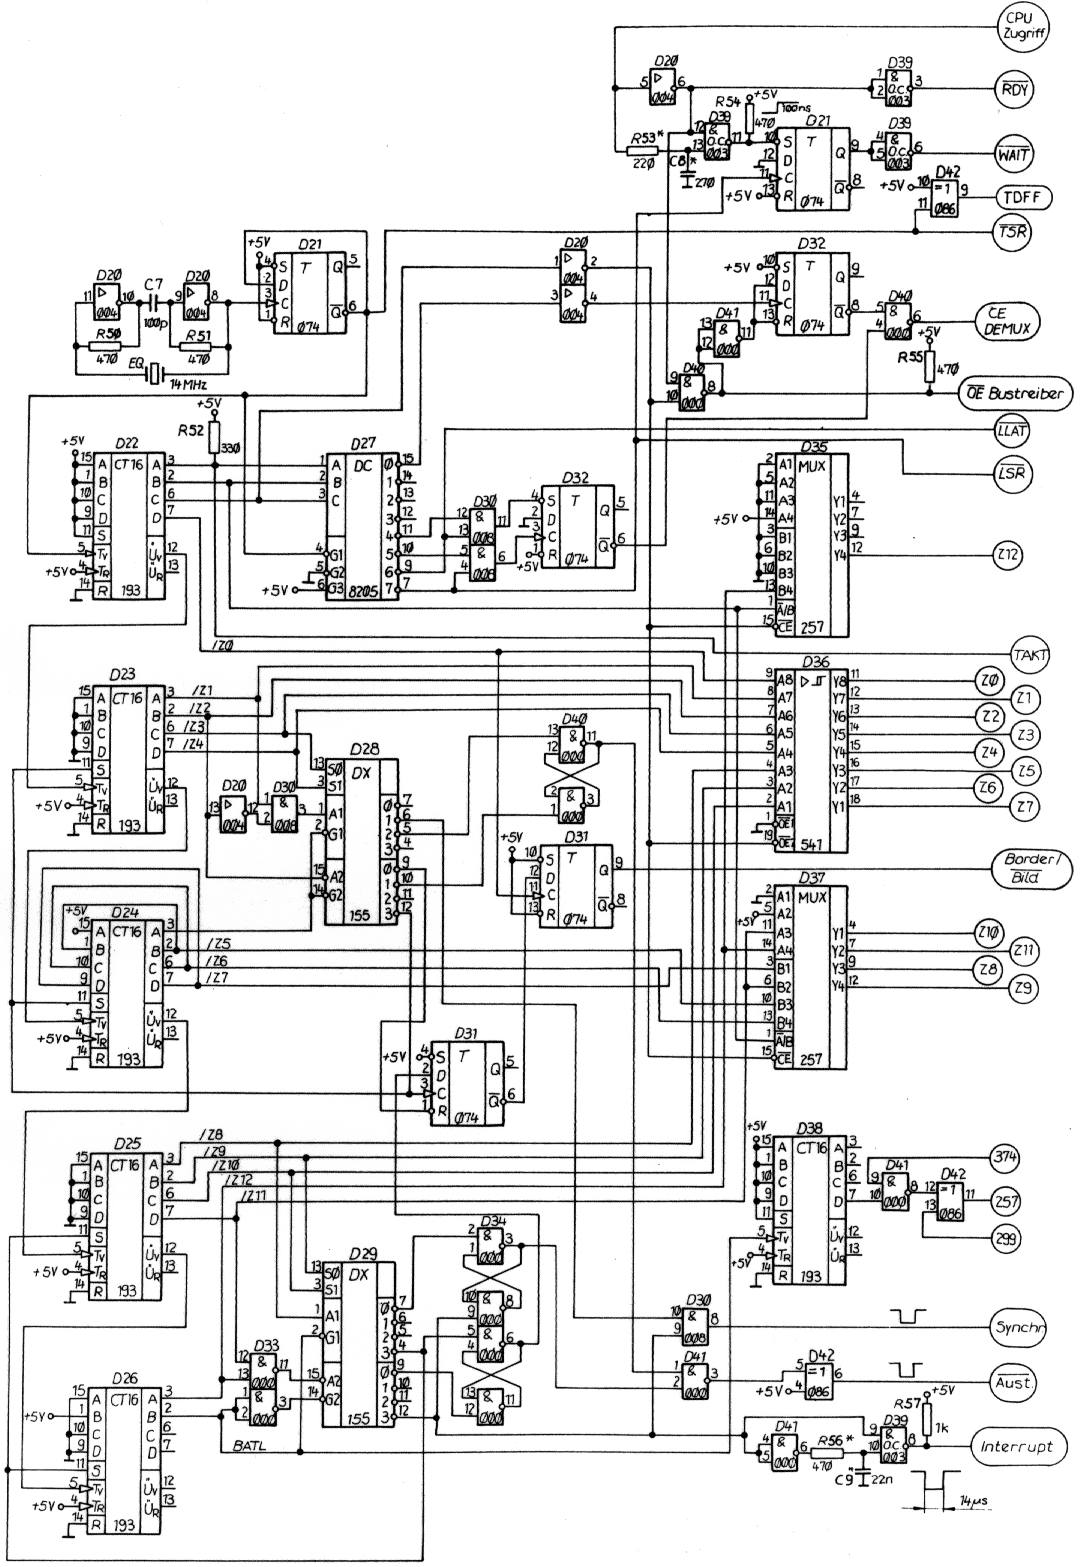 CPU Zugriff
D20
5 6
004
D39
1 & 3
2 O.C.
003
RDY
R54
+5V
470
100ns
D39
12 & 11
13 O.C.
003
R53*
220
C8*
270
D21
10 S T Q 9
12 D
11 C
13 R Q 8
+5V
074
D39
4 & 6
5 O.C.
003
WAIT
D42
+5V 10 =1 9
11 086
TDFF
TSR
D20
11 10
004
C7
100p
D20
9 8
004
R50
470
R51
470
EQ
14 MHz
D21
+5V
4 S T Q 5
2 D
3 C
1 R Q 6
074
D20
1 2
004
3 4
004
D32
+5V 10 S T Q 9
12 D
11 C
13 R Q 8
074
D41
13 & 11
12 000
D40
5 & 6
4 000
CE DEMUX
D40
9 & 8
10 000
+5V
R55
470
OE Bustreiber
LLAT
LSR
+5V
R52
330
D22
+5V
15 A CT16 A 3
1 B B 2
10 C C 6
9 D D 7
11 S
5 Tv Üv 12
+5V 4 TR ÜR 13
14 R 193
D27
1 A DC 0 15
2 B 1 14
3 C 2 13
3 12
4 11
4 G1 5 10
5 G2 6 9
+5V 6 G3 8205 7 7
D30
12 & 11
13 008
5 & 6
4 008
D32
4 S T Q 5
2 D
3 C
1 R Q 6
+5V
074
D35
2 A1 MUX
5 A2 Y1 4
11 A3 Y2 7
+5V 14 A4 Y3 9
3 B1 Y4 12
6 B2
10 B3
13 B4
1 A/B
15 CE 257
Z12
/Z0
TAKT
D23
15 A CT16 A 3 /Z1
1 B B 2 /Z2
10 C C 6 /Z3
9 D D 7 /Z4
11 S
5 Tv Üv 12
+5V 4 TR ÜR 13
14 R 193
D20
13 12
004
D30
1 & 3
2 008
D28
13 S0 DX
3 S1 0 7
1 A1 1 6
2 G1 2 5
3 4
15 A2 0 9
14 G2 1 10
2 11
155 3 12
D40
13 & 11
12 000
2 & 3
1 000
D36
9 A8 Y8 11
8 A7 Y7 12
7 A6 Y6 13
6 A5 Y5 14
5 A4 Y4 15
4 A3 Y3 16
3 A2 Y2 17
2 A1 Y1 18
1 OE1
19 OE1 541
Z0
Z1
Z2
Z3
Z4
Z5
Z6
Z7
D31
+5V
10 S T Q 9
12 D
11 C
13 R Q 8
074
Border/Bild
D24
+5V 15 A CT16 A 3
1 B B 2 /Z5
10 C C 6 /Z6
9 D D 7 /Z7
11 S
5 Tv Üv 12
+5V 4 TR ÜR 13
14 R 193
D37
2 A1 MUX
+5V 5 A2
11 A3 Y1 4
14 A4 Y2 7
3 B1 Y3 9
6 B2 Y4 12
10 B3
13 B4
1 A/B
15 CE 257
Z10
Z11
Z8
Z9
D31
+5V 4 S T Q 5
2 D
3 C
1 R Q 6
074
D25
15 A CT16 A 3 /Z8
1 B B 2 /Z9
10 C C 6 /Z10
9 D D 7 /Z12
/Z11
11 S
5 Tv Üv 12
+5V 4 TR ÜR 13
14 R 193
D38
+5V
15 A CT16 A 3
1 B B 2
10 C C 6
9 D D 7
11 S
5 Tv Üv 12
+5V 4 TR ÜR 13
14 R 193
D41
9 & 8
10 000
D42
12 =1 11
13 086
374
257
299
D34
2 & 3
1 000
10 & 8
9 000
5 & 6
4 000
13 & 11
12 000
D29
13 S0 DX
3 S1 0 7
1 A1 1 6
2 G1 2 5
3 4
15 A2 0 9
14 G2 1 10
2 11
155 3 12
D33
12 & 11
13 000
1 & 3
2 000
D30
10 & 8
9 008
Synchr
D41
1 & 3
2 000
D42
5 =1 6
+5V 4 086
Aust.
D26
15 A CT16 A 3
+5V 1 B B 2
10 C C 6
9 D D 7
11 S
5 Tv Üv 12
+5V 4 TR ÜR 13
14 R 193
BATL
D41
4 & 6
5 000
R56*
470
C9*
22n
D39
9 & 8
10 O.C.
003
R57
+5V
1k
Interrupt
14µs